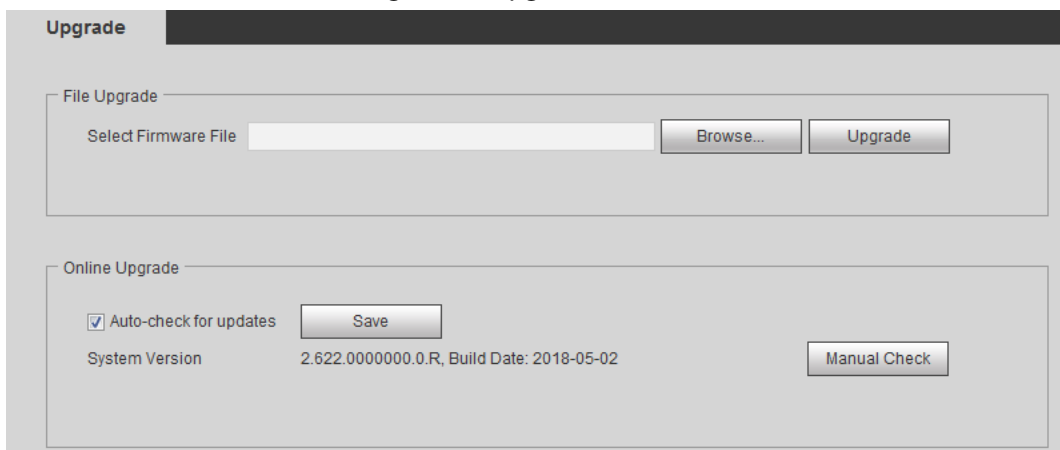 Upgrade
File Upgrade
Select Firmware File Browse... Upgrade
Online Upgrade
Auto-check for updates Save
System Version 2.622.0000000.0.R, Build Date: 2018-05-02 Manual Check